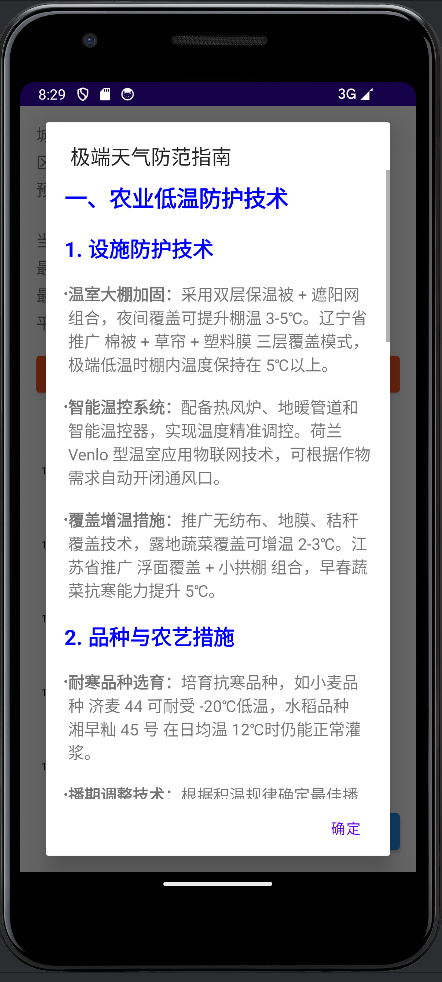 8:29
3G
极端天气防范指南
一、农业低温防护技术
1. 设施防护技术
·温室大棚加固：采用双层保温被 + 遮阳网
组合，夜间覆盖可提升棚温 3-5℃。辽宁省
推广 棉被 + 草帘 + 塑料膜 三层覆盖模式，
极端低温时棚内温度保持在 5℃以上。
·智能温控系统：配备热风炉、地暖管道和
智能温控器，实现温度精准调控。荷兰
Venlo 型温室应用物联网技术，可根据作物
需求自动开闭通风口。
·覆盖增温措施：推广无纺布、地膜、秸秆
覆盖技术，露地蔬菜覆盖可增温 2-3℃。江
苏省推广 浮面覆盖 + 小拱棚 组合，早春蔬
菜抗寒能力提升 5℃。
2. 品种与农艺措施
·耐寒品种选育：培育抗寒品种，如小麦品
种 济麦 44 可耐受 -20℃低温，水稻品种
湘早籼 45 号 在日均温 12℃时仍能正常灌
浆。
·播期调整技术：根据积温规律确定最佳播
确定